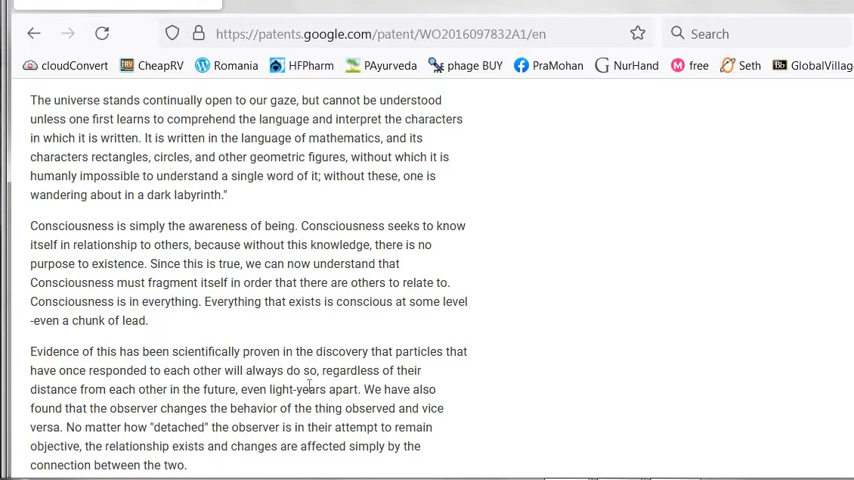 https://patents.google.com/patent/WO2016097832A1/en
Search
cloudConvert CheapRV Romania HFPharm PAyurveda phage BUY PraMohan NurHand free Seth GlobalVillag
The universe stands continually open to our gaze, but cannot be understood
unless one first learns to comprehend the language and interpret the characters
in which it is written. It is written in the language of mathematics, and its
characters rectangles, circles, and other geometric figures, without which it is
humanly impossible to understand a single word of it; without these, one is
wandering about in a dark labyrinth."
Consciousness is simply the awareness of being. Consciousness seeks to know
itself in relationship to others, because without this knowledge, there is no
purpose to existence. Since this is true, we can now understand that
Consciousness must fragment itself in order that there are others to relate to.
Consciousness is in everything. Everything that exists is conscious at some level
-even a chunk of lead.
Evidence of this has been scientifically proven in the discovery that particles that
have once responded to each other will always do so, regardless of their
distance from each other in the future, even light-years apart. We have also
found that the observer changes the behavior of the thing observed and vice
versa. No matter how "detached" the observer is in their attempt to remain
objective, the relationship exists and changes are affected simply by the
connection between the two.